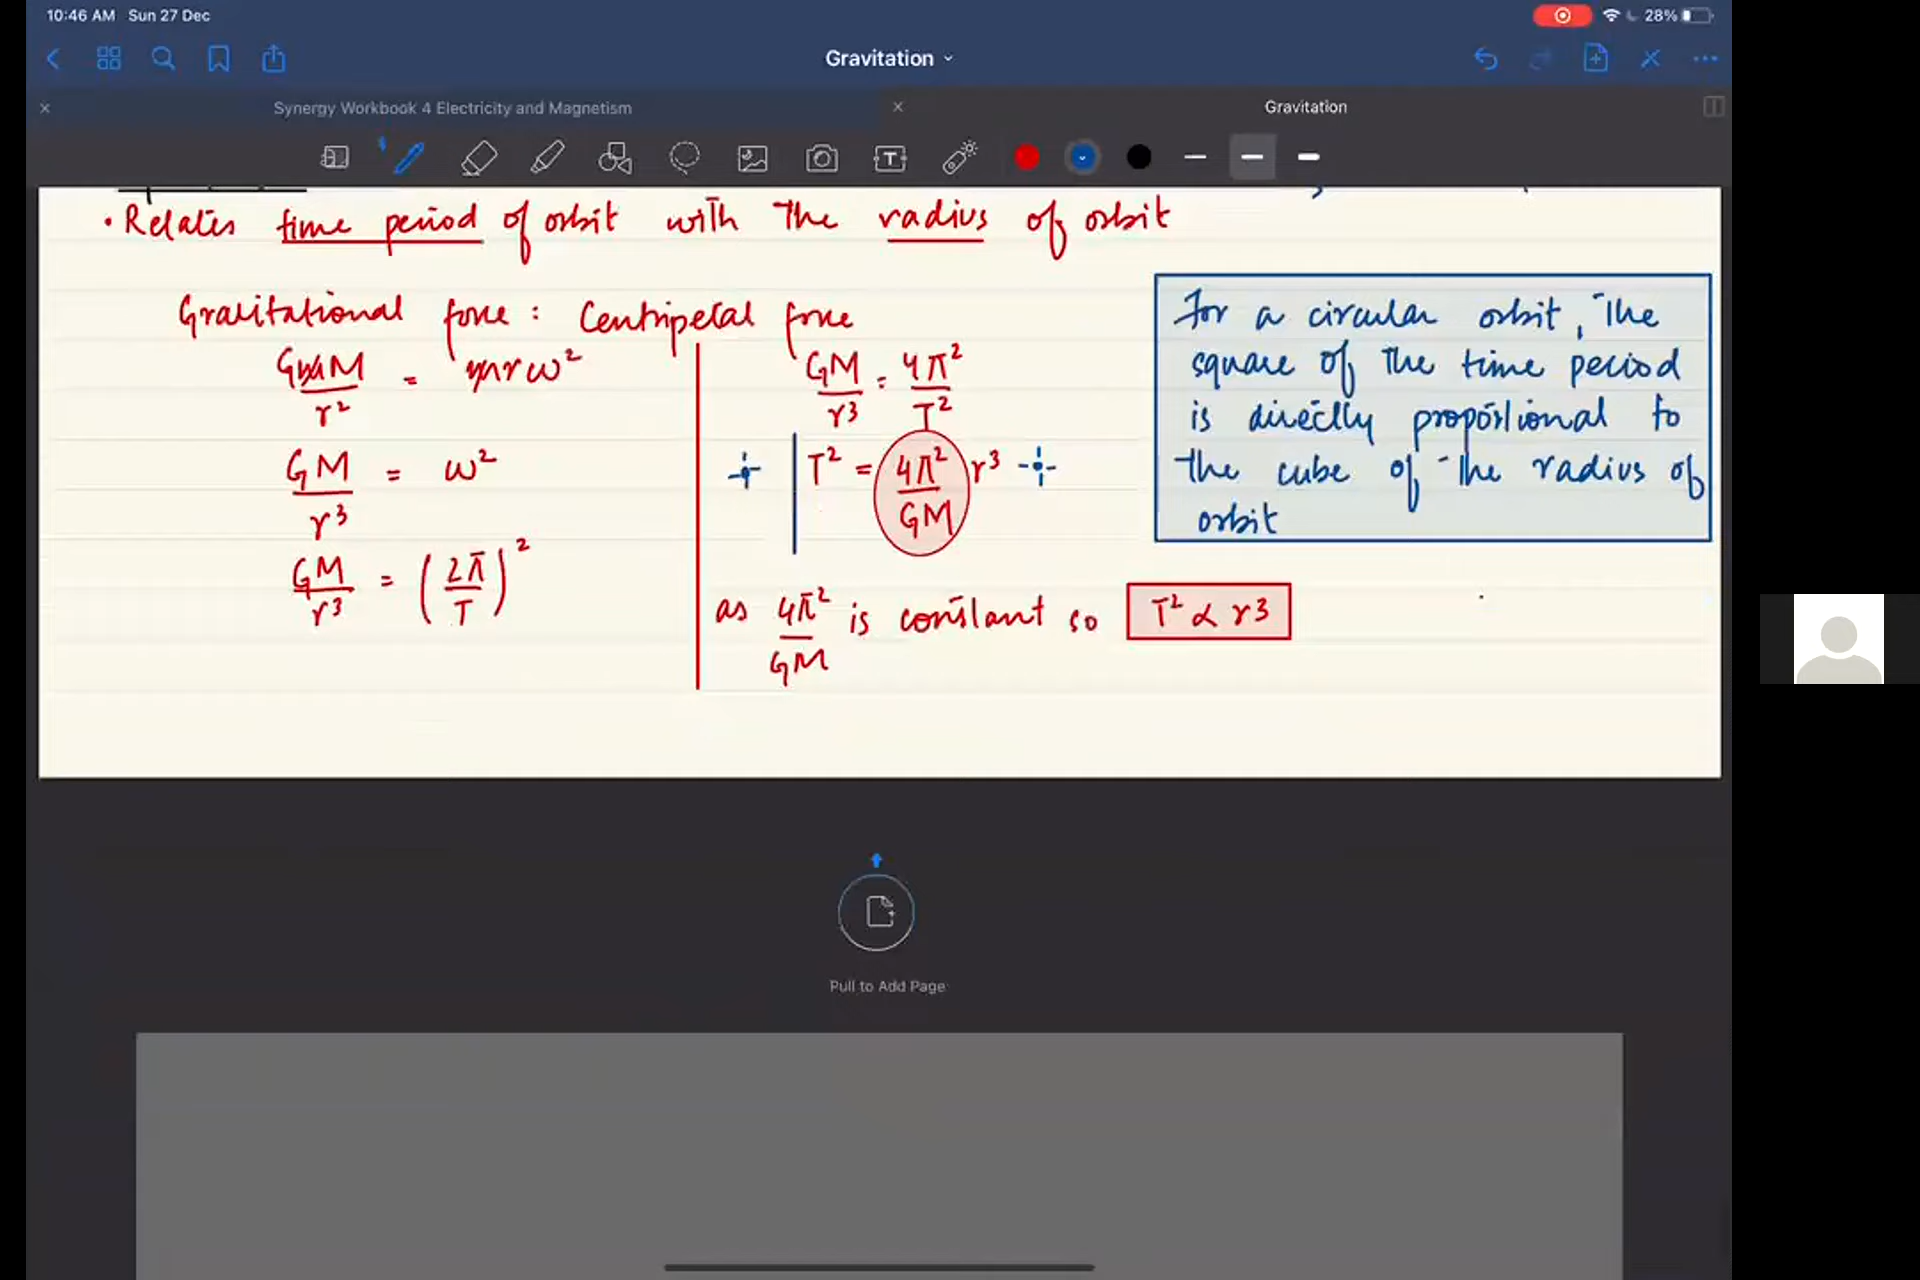 10:46 AM Sun 27 Dec
28%
Gravitation
Synergy Workbook 4 Electricity and Magnetism
Gravitation
• Relates time period of orbit with the radius of orbit
Gravitational force : Centripetal force
GmM/r² = mrω²
GM/r³ = ω²
GM/r³ = (2π/T)²
GM/r³ = 4π²/T²
T² = 4π²/GM r³
as 4π²/GM is constant so T² ∝ r³
For a circular orbit, the
square of the time period
is directly proportional to
the cube of the radius of
orbit
Pull to Add Page